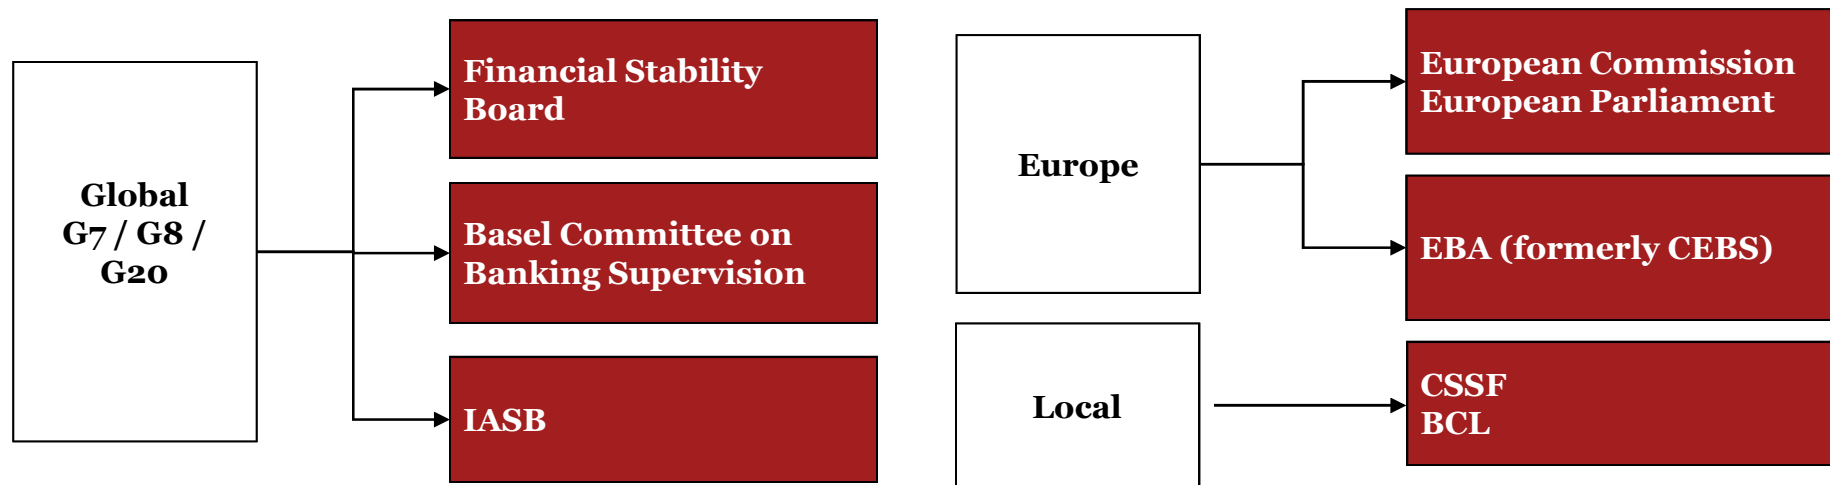 Global
G7 / G8 /
G20
Financial Stability
Board
Basel Committee on
Banking Supervision
IASB
Europe
European Commission
European Parliament
EBA (formerly CEBS)
Local
CSSF
BCL